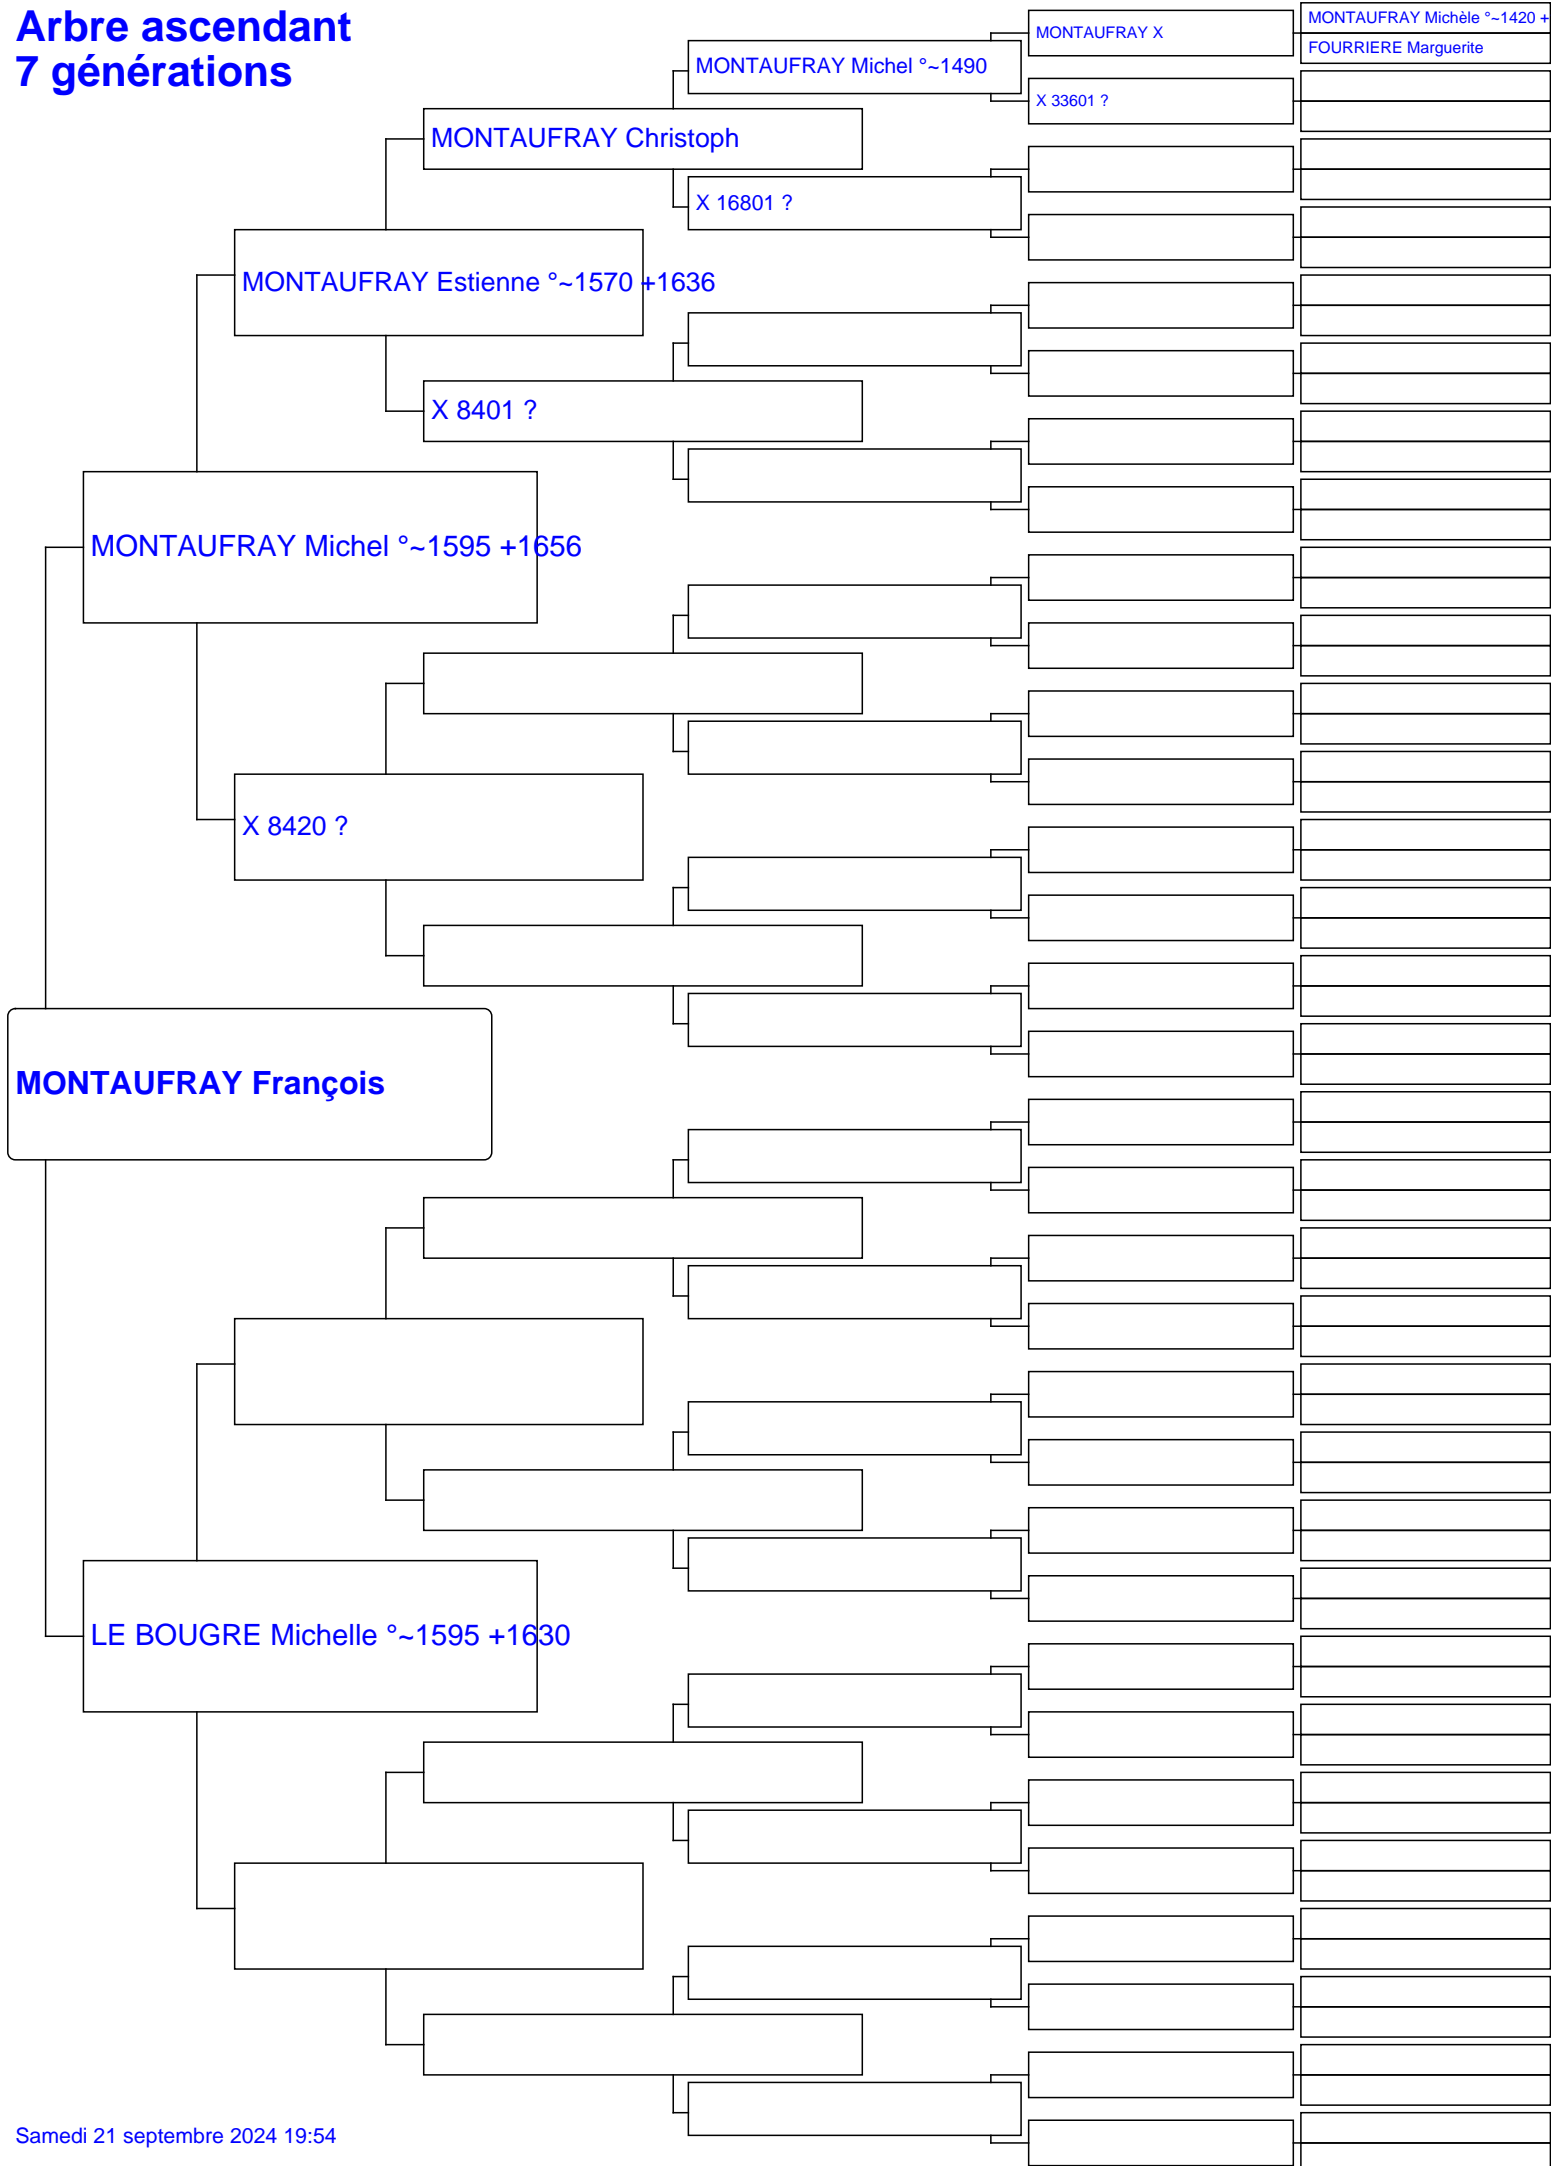 Arbre ascendant
7 générations
MONTAUFRAY Michèle °~1420 +
MONTAUFRAY X
FOURRIERE Marguerite
MONTAUFRAY Michel °~1490
X 33601 ?
MONTAUFRAY Christoph
X 16801 ?
MONTAUFRAY Estienne °~1570 +1636
X 8401 ?
MONTAUFRAY Michel °~1595 +1656
X 8420 ?
MONTAUFRAY François
LE BOUGRE Michelle °~1595 +1630
Samedi 21 septembre 2024 19:54